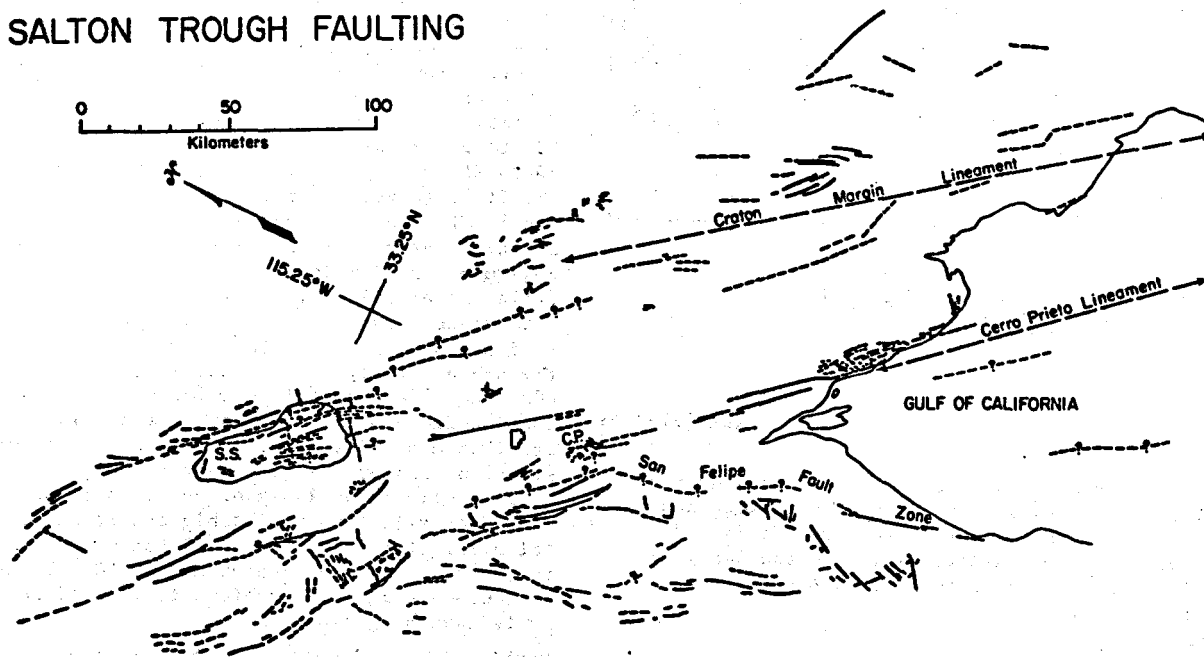 SALTON TROUGH FAULTING
0 50 100
Kilometers
115.25°W
33.25°N
Craton Margin Lineament
Cerro Prieto Lineament
GULF OF CALIFORNIA
S.S.
C.P.
San Felipe Fault Zone